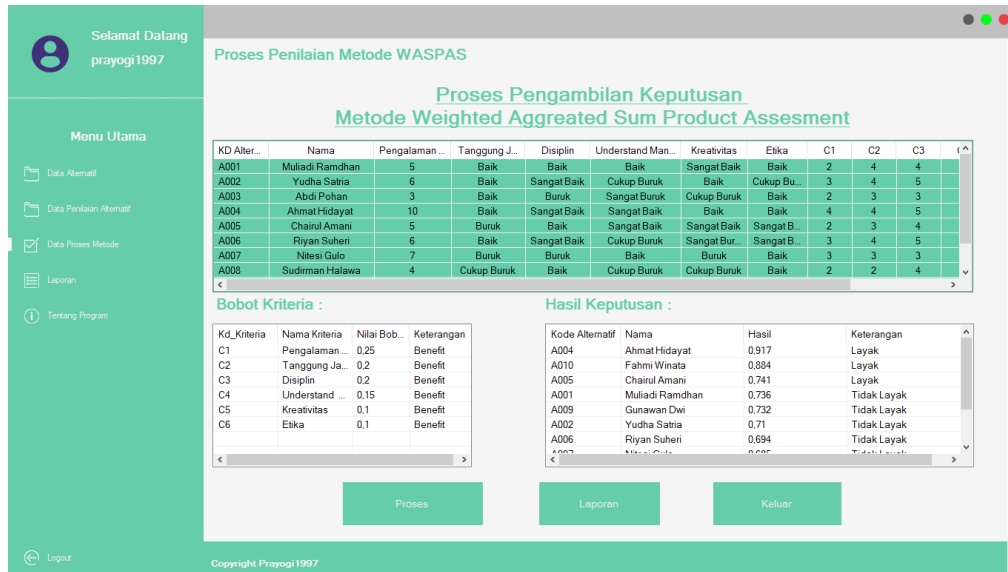 Selamat Datang
prayogi1997
Menu Utama
Data Alternatif
Data Penilaian Alternatif
Data Proses Metode
Laporan
Tentang Program
Logout
Proses Penilaian Metode WASPAS
Proses Pengambilan Keputusan
Metode Weighted Aggreated Sum Product Assesment
KD Alter... Nama Pengalaman ... Tanggung J... Disiplin Understand Man... Kreativitas Etika C1 C2 C3
A001 Muliadi Ramdhan 5 Baik Baik Baik Sangat Baik Baik 2 4 4
A002 Yudha Satria 6 Baik Sangat Baik Cukup Buruk Baik Cukup Bu... 3 4 5
A003 Abdi Pohan 3 Baik Buruk Sangat Buruk Cukup Buruk Baik 2 3 3
A004 Ahmat Hidayat 10 Baik Sangat Baik Sangat Baik Baik Baik 4 4 5
A005 Chairul Amani 5 Buruk Baik Sangat Baik Sangat Baik Sangat B... 2 3 4
A006 Riyan Suheri 6 Baik Sangat Baik Cukup Buruk Sangat Bur... Sangat B... 3 4 5
A007 Nitesi Gulo 7 Buruk Buruk Baik Buruk Baik 3 3 3
A008 Sudirman Halawa 4 Cukup Buruk Baik Cukup Buruk Cukup Buruk Baik 2 2 4
Bobot Kriteria :
Kd_Kriteria Nama Kriteria Nilai Bob... Keterangan
C1 Pengalaman ... 0,25 Benefit
C2 Tanggung Ja... 0,2 Benefit
C3 Disiplin 0,2 Benefit
C4 Understand ... 0,15 Benefit
C5 Kreativitas 0,1 Benefit
C6 Etika 0,1 Benefit
Hasil Keputusan :
Kode Alternatif Nama Hasil Keterangan
A004 Ahmat Hidayat 0,917 Layak
A010 Fahmi Winata 0,884 Layak
A005 Chairul Amani 0,741 Layak
A001 Muliadi Ramdhan 0,736 Tidak Layak
A009 Gunawan Dwi 0,732 Tidak Layak
A002 Yudha Satria 0,71 Tidak Layak
A006 Riyan Suheri 0,694 Tidak Layak
Proses
Laporan
Keluar
Copyright Prayogi1997